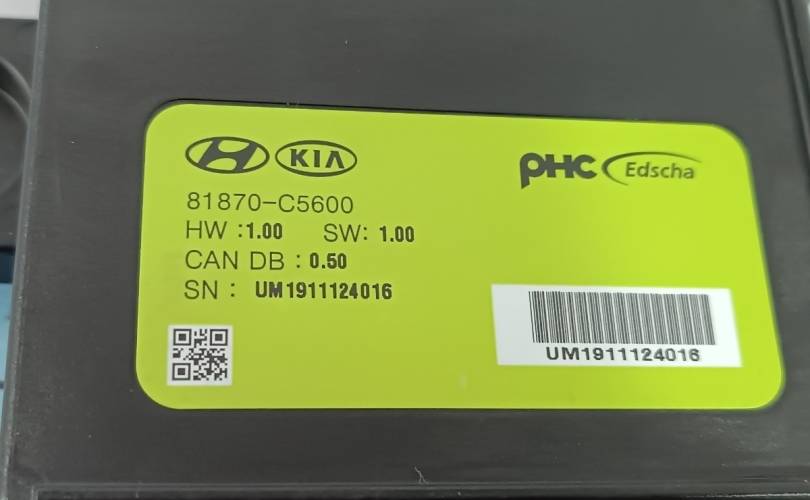 KIA
PHC Edscha
81870-C5600
HW :1.00 SW: 1.00
CAN DB : 0.50
SN : UM1911124016
UM1911124016